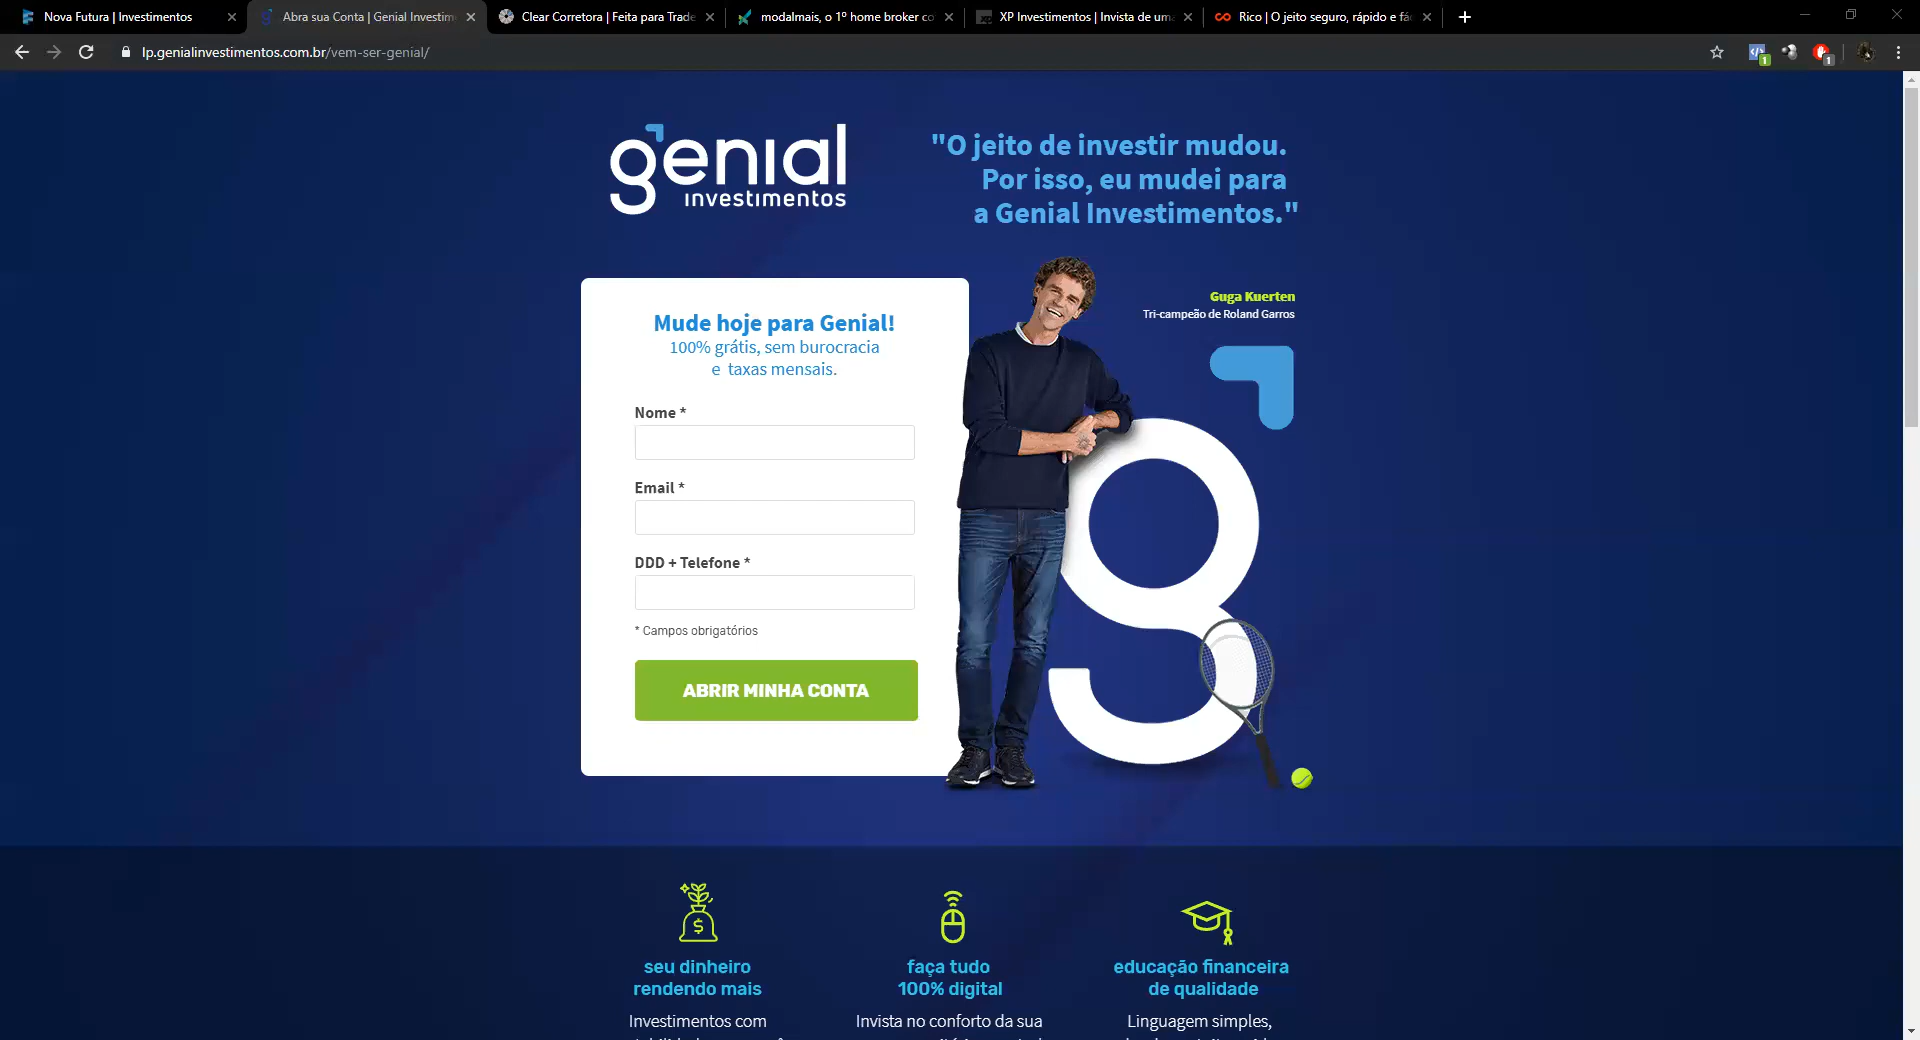 Nova Futura | Investimentos
Abra sua Conta | Genial Investim
Clear Corretora | Feita para Trade
modalmais, o 1º home broker co
XP Investimentos | Invista de uma
Rico | O jeito seguro, rápido e fá
lp.genialinvestimentos.com.br/vem-ser-genial/
1
1
genial
investimentos
"O jeito de investir mudou.
Por isso, eu mudei para
a Genial Investimentos."
Guga Kuerten
Tri-campeão de Roland Garros
Mude hoje para Genial!
100% grátis, sem burocracia
e taxas mensais.
Nome *
Email *
DDD + Telefone *
* Campos obrigatórios
ABRIR MINHA CONTA
g
seu dinheiro
rendendo mais
Investimentos com
faça tudo
100% digital
Invista no conforto da sua
educação financeira
de qualidade
Linguagem simples,